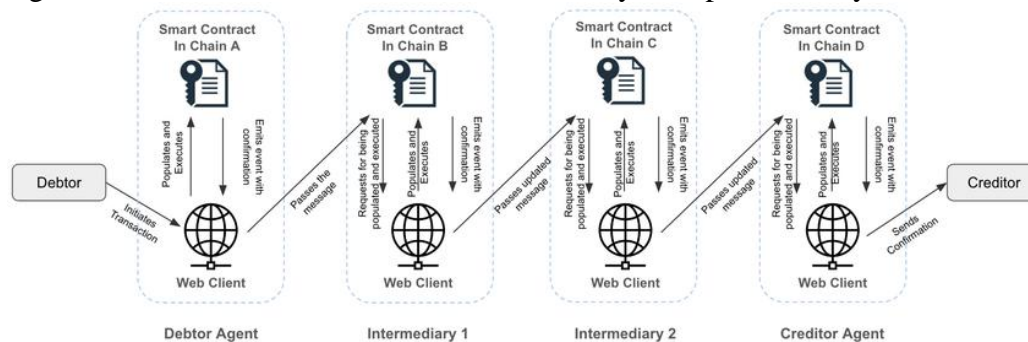 Smart Contract
In Chain A
Smart Contract
In Chain B
Smart Contract
In Chain C
Smart Contract
In Chain D
Debtor
Initiates
Transaction
Populates and
Executes
Emits event with
confirmation
Web Client
Passes the
message
Requests for being
populated and executed
Populates and
Executes
Emits event with
confirmation
Web Client
Passes updated
message
Requests for being
populated and executed
Populates and
Executes
Emits event with
confirmation
Web Client
Passes updated
message
Requests for being
populated and executed
Populates and
Executes
Emits event with
confirmation
Web Client
Sends
Confirmation
Creditor
Debtor Agent
Intermediary 1
Intermediary 2
Creditor Agent